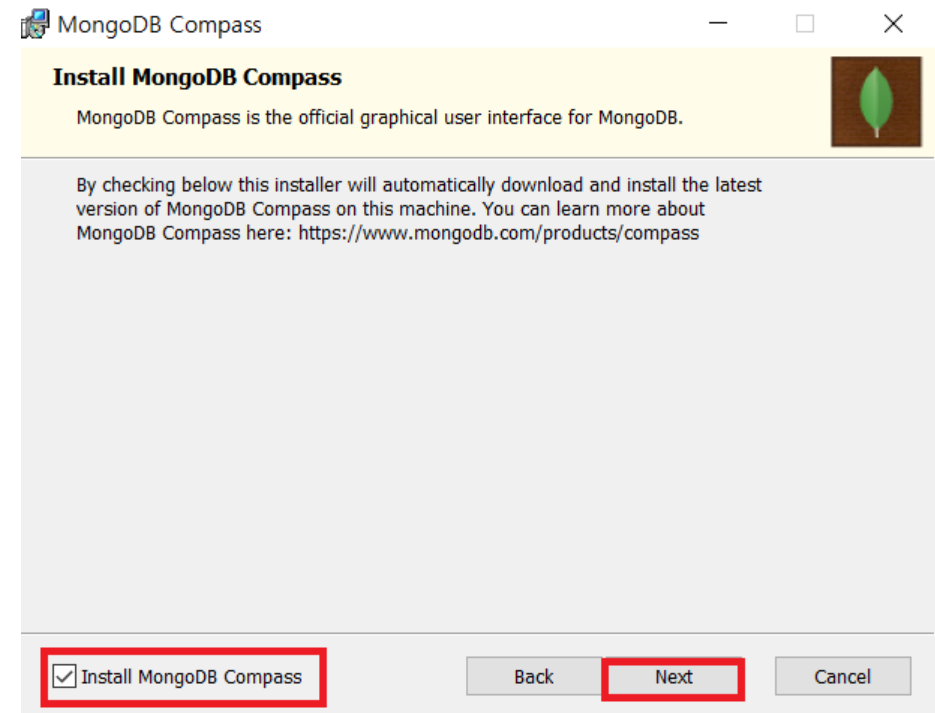 MongoDB Compass
Install MongoDB Compass
MongoDB Compass is the official graphical user interface for MongoDB.
By checking below this installer will automatically download and install the latest
version of MongoDB Compass on this machine. You can learn more about
MongoDB Compass here: https://www.mongodb.com/products/compass
Install MongoDB Compass Back Next Cancel